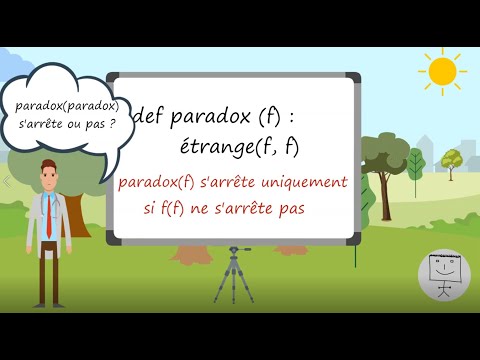 paradox(paradox)
s'arrête ou pas ?
def paradox (f) :
étrange(f, f)
paradox(f) s'arrête uniquement
si f(f) ne s'arrête pas